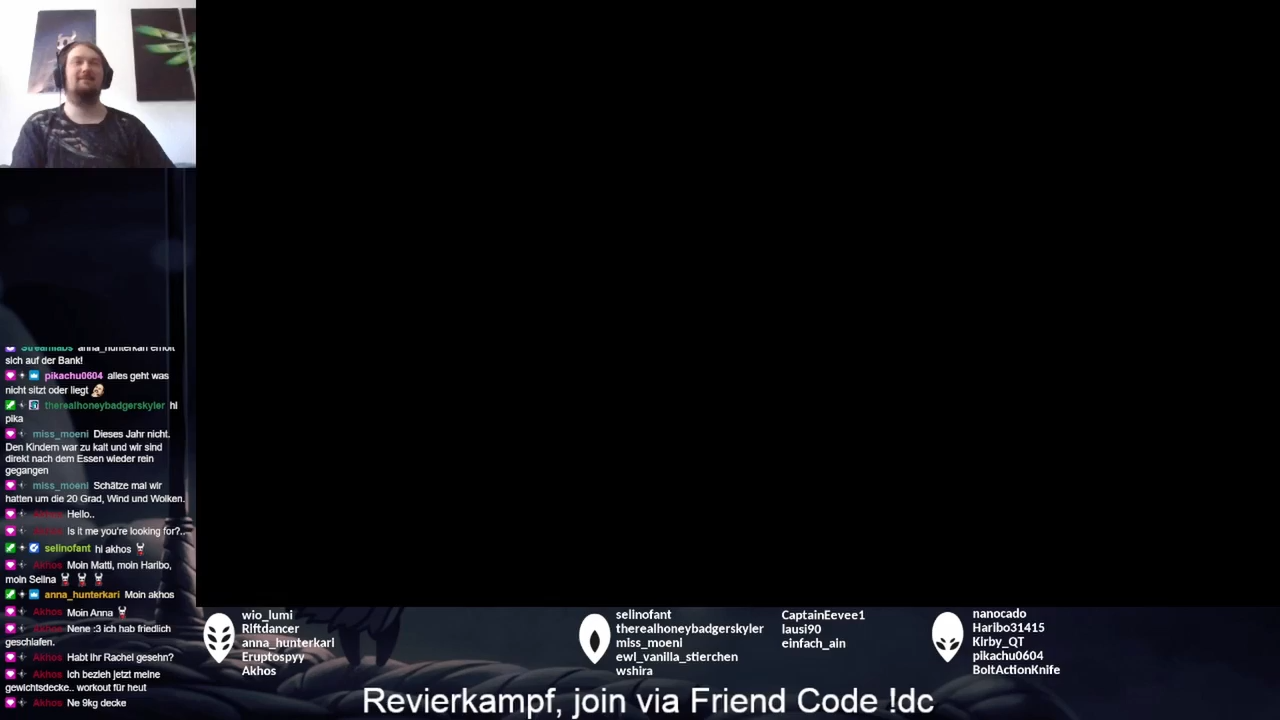 Streamlabs anna_hunterkari erholt
sich auf der Bank!
pikachu0604 alles geht was
nicht sitzt oder liegt
therealhoneybadgerskyler hi
pika
miss_moeni Dieses Jahr nicht.
Den Kindern war zu kalt und wir sind
direkt nach dem Essen wieder rein
gegangen
miss_moeni Schätze mal wir
hatten um die 20 Grad, Wind und Wolken.
Akhos Hello..
Akhos Is it me you're looking for?..
selinofant hi akhos
Akhos Moin Matti, moin Haribo,
moin Selina
anna_hunterkari Moin akhos
Akhos Moin Anna
Akhos Nene :3 ich hab friedlich
geschlafen.
Akhos Habt ihr Rachel gesehn?
Akhos Ich bezieh jetzt meine
gewichtsdecke.. workout für heut
Akhos Ne 9kg decke
wio_lumi
R1ftdancer
anna_hunterkari
Eruptospyy
Akhos
selinofant
therealhoneybadgerskyler
miss_moeni
ewl_vanilla_stierchen
wshira
CaptainEevee1
lausi90
einfach_ain
nanocado
Haribo31415
Kirby_QT
pikachu0604
BoltActionKnife
Revierkampf, join via Friend Code !dc